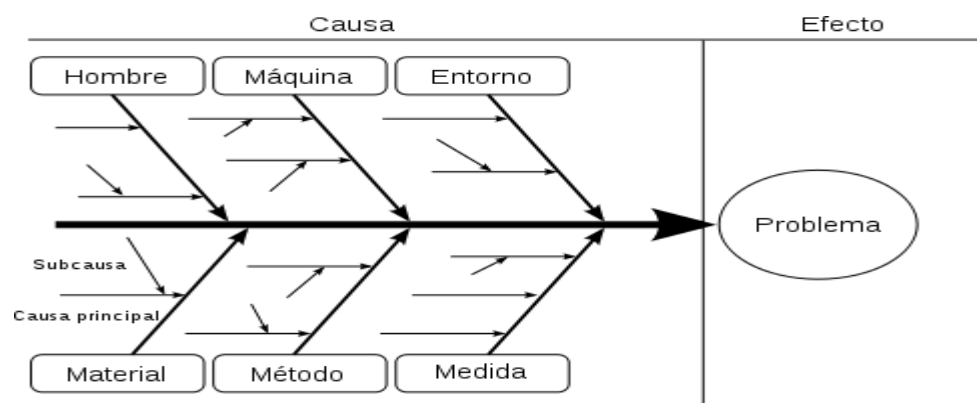 Causa
Efecto
Hombre
Máquina
Entorno
Problema
Subcausa
Causa principal
Material
Método
Medida